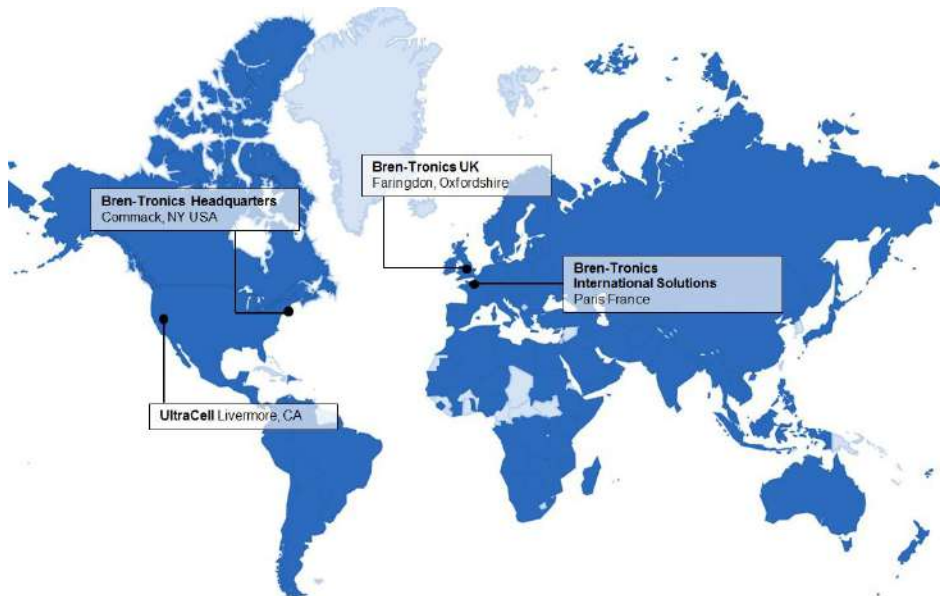 Bren-Tronics UK
Faringdon, Oxfordshire
Bren-Tronics Headquarters
Commack, NY USA
Bren-Tronics
International Solutions
Paris France
UltraCell Livermore, CA